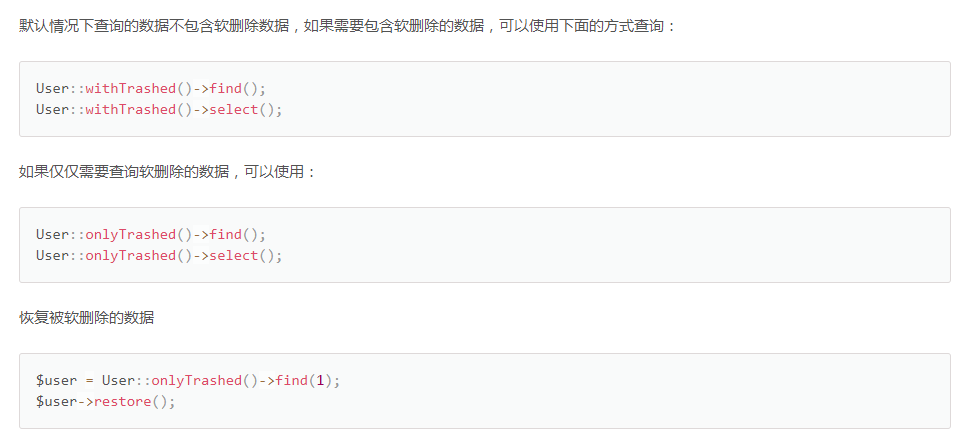 默认情况下查询的数据不包含软删除数据，如果需要包含软删除的数据，可以使用下面的方式查询：
User::withTrashed()->find();
User::withTrashed()->select();
如果仅仅需要查询软删除的数据，可以使用：
User::onlyTrashed()->find();
User::onlyTrashed()->select();
恢复被软删除的数据
$user = User::onlyTrashed()->find(1);
$user->restore();